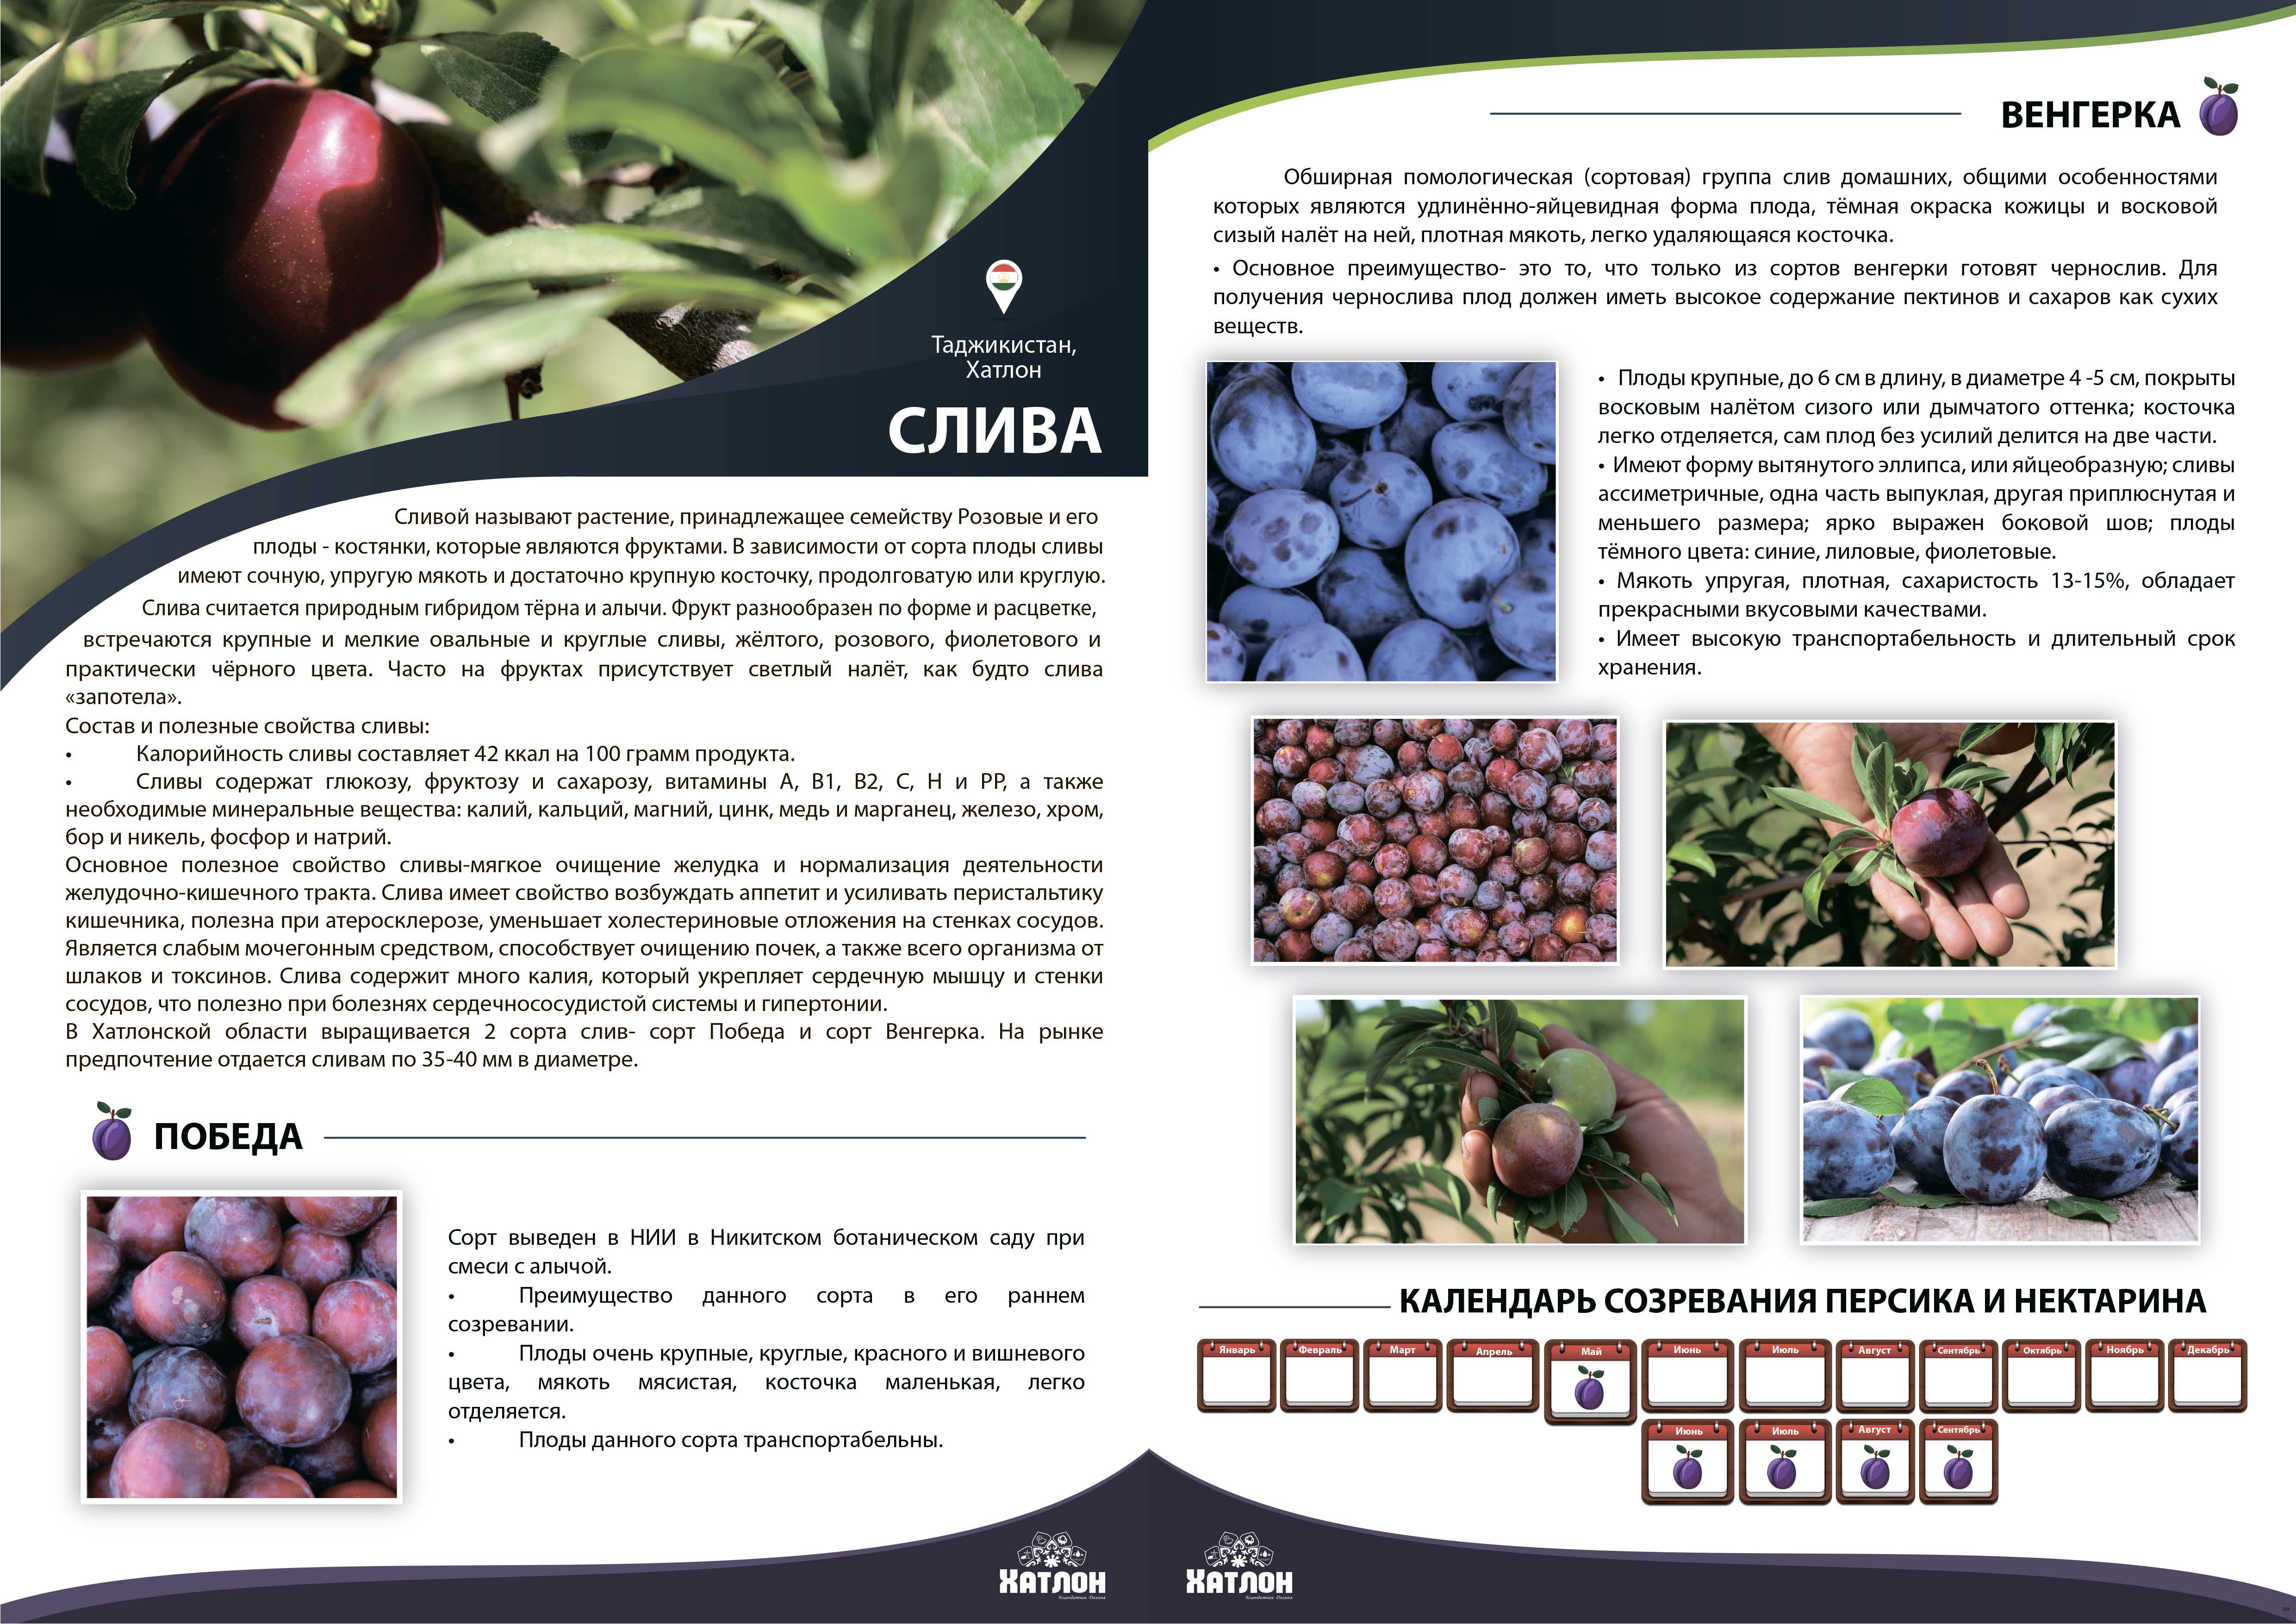 Таджикистан,
Хатлон
СЛИВА
Сливой называют растение, принадлежащее семейству Розовые и его
плоды - костянки, которые являются фруктами. В зависимости от сорта плоды сливы
имеют сочную, упругую мякоть и достаточно крупную косточку, продолговатую или круглую.
Слива считается природным гибридом тёрна и алычи. Фрукт разнообразен по форме и расцветке,
встречаются крупные и мелкие овальные и круглые сливы, жёлтого, розового, фиолетового и
практически чёрного цвета. Часто на фруктах присутствует светлый налёт, как будто слива
«запотела».
Состав и полезные свойства сливы:
• Калорийность сливы составляет 42 ккал на 100 грамм продукта.
• Сливы содержат глюкозу, фруктозу и сахарозу, витамины А, В1, В2, С, Н и РР, а также
необходимые минеральные вещества: калий, кальций, магний, цинк, медь и марганец, железо, хром,
бор и никель, фосфор и натрий.
Основное полезное свойство сливы-мягкое очищение желудка и нормализация деятельности
желудочно-кишечного тракта. Слива имеет свойство возбуждать аппетит и усиливать перистальтику
кишечника, полезна при атеросклерозе, уменьшает холестериновые отложения на стенках сосудов.
Является слабым мочегонным средством, способствует очищению почек, а также всего организма от
шлаков и токсинов. Слива содержит много калия, который укрепляет сердечную мышцу и стенки
сосудов, что полезно при болезнях сердечнососудистой системы и гипертонии.
В Хатлонской области выращивается 2 сорта слив- сорт Победа и сорт Венгерка. На рынке
предпочтение отдается сливам по 35-40 мм в диаметре.
ПОБЕДА
Сорт выведен в НИИ в Никитском ботаническом саду при
смеси с алычой.
• Преимущество данного сорта в его раннем
созревании.
• Плоды очень крупные, круглые, красного и вишневого
цвета, мякоть мясистая, косточка маленькая, легко
отделяется.
• Плоды данного сорта транспортабельны.
ХАТЛОН
ВЕНГЕРКА
Обширная помологическая (сортовая) группа слив домашних, общими особенностями
которых являются удлинённо-яйцевидная форма плода, тёмная окраска кожицы и восковой
сизый налёт на ней, плотная мякоть, легко удаляющаяся косточка.
• Основное преимущество- это то, что только из сортов венгерки готовят чернослив. Для
получения чернослива плод должен иметь высокое содержание пектинов и сахаров как сухих
веществ.
• Плоды крупные, до 6 см в длину, в диаметре 4 -5 см, покрыты
восковым налётом сизого или дымчатого оттенка; косточка
легко отделяется, сам плод без усилий делится на две части.
• Имеют форму вытянутого эллипса, или яйцеобразную; сливы
ассиметричные, одна часть выпуклая, другая приплюснутая и
меньшего размера; ярко выражен боковой шов; плоды
тёмного цвета: синие, лиловые, фиолетовые.
• Мякоть упругая, плотная, сахаристость 13-15%, обладает
прекрасными вкусовыми качествами.
• Имеет высокую транспортабельность и длительный срок
хранения.
КАЛЕНДАРЬ СОЗРЕВАНИЯ ПЕРСИКА И НЕКТАРИНА
Январь Февраль Март Апрель Май Июнь Июль Август Сентябрь Октябрь Ноябрь Декабрь
Июнь Июль Август Сентябрь
ХАТЛОН